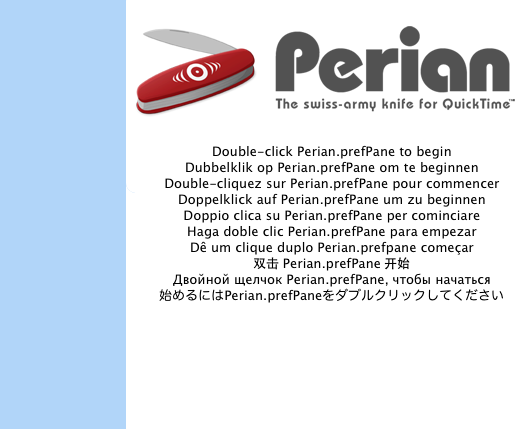 Perian
The swiss-army knife for QuickTime™
Double-click Perian.prefPane to begin
Dubbelklik op Perian.prefPane om te beginnen
Double-cliquez sur Perian.prefPane pour commencer
Doppelklick auf Perian.prefPane um zu beginnen
Doppio clica su Perian.prefPane per cominciare
Haga doble clic Perian.prefPane para empezar
Dê um clique duplo Perian.prefpane começar
双击 Perian.prefPane 开始
Двойной щелчок Perian.prefPane, чтобы начаться
始めるにはPerian.prefPaneをダブルクリックしてください